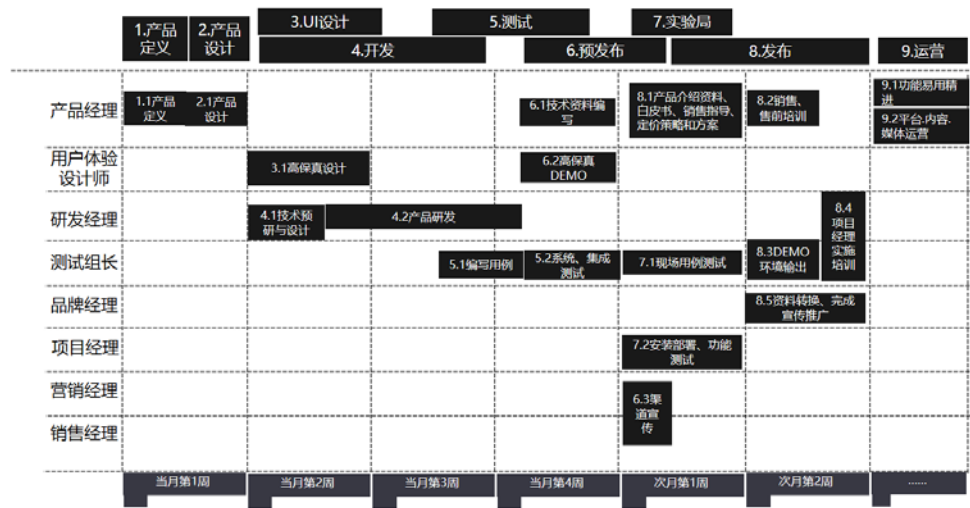 1.产品
定义
2.产品
设计
3.UI设计
4.开发
5.测试
6.预发布
7.实验局
8.发布
9.运营
产品经理
1.1产品
定义
2.1产品
设计
6.1技术资料编
写
8.1产品介绍资料、
白皮书、销售指导、
定价策略和方案
8.2销售、
售前培训
9.1功能易用精
进
9.2平台.内容.
媒体运营
用户体验
设计师
3.1高保真设计
6.2高保真
DEMO
研发经理
4.1技术预
研与设计
4.2产品研发
8.4
项目
经理
实施
培训
测试组长
5.1编写用例
5.2系统、集成
测试
7.1现场用例测试
8.3DEMO
环境输出
品牌经理
8.5资料转换、完成
宣传推广
项目经理
7.2安装部署、功能
测试
营销经理
6.3渠
道宣
传
销售经理
当月第1周
当月第2周
当月第3周
当月第4周
次月第1周
次月第2周
......